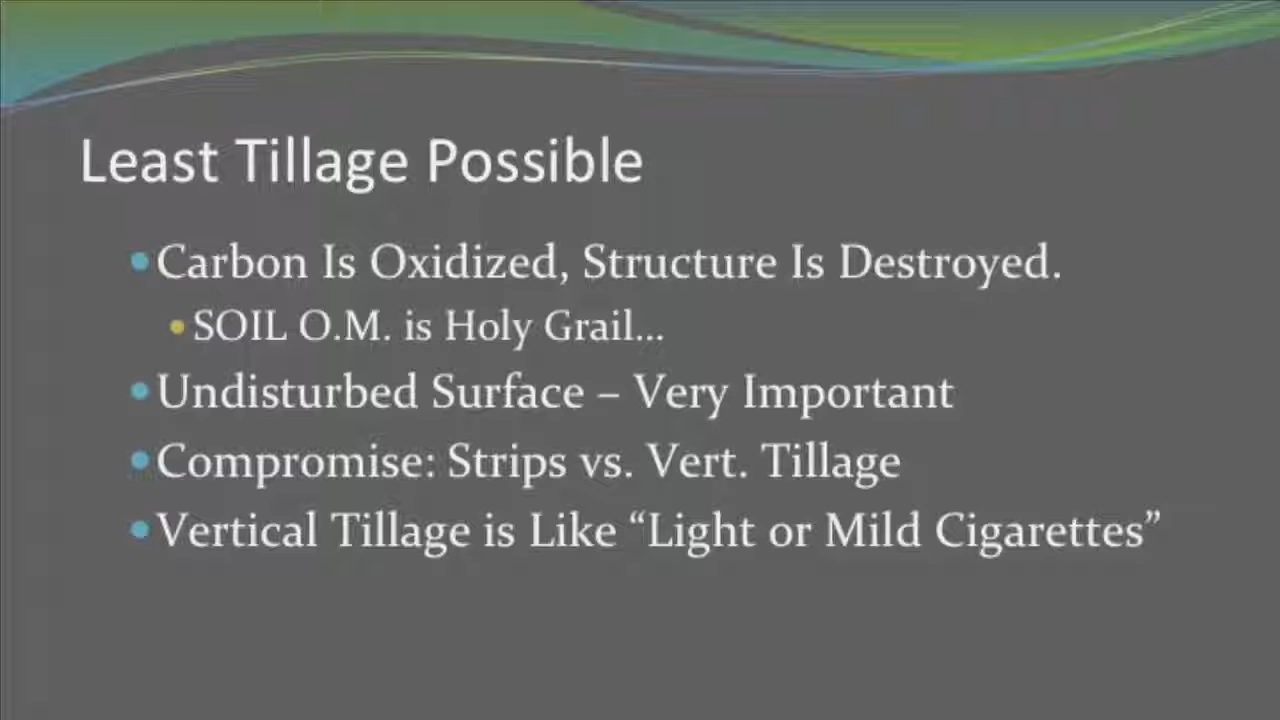 Least Tillage Possible
•Carbon Is Oxidized, Structure Is Destroyed.
•SOIL O.M. is Holy Grail...
•Undisturbed Surface – Very Important
•Compromise: Strips vs. Vert. Tillage
•Vertical Tillage is Like “Light or Mild Cigarettes”